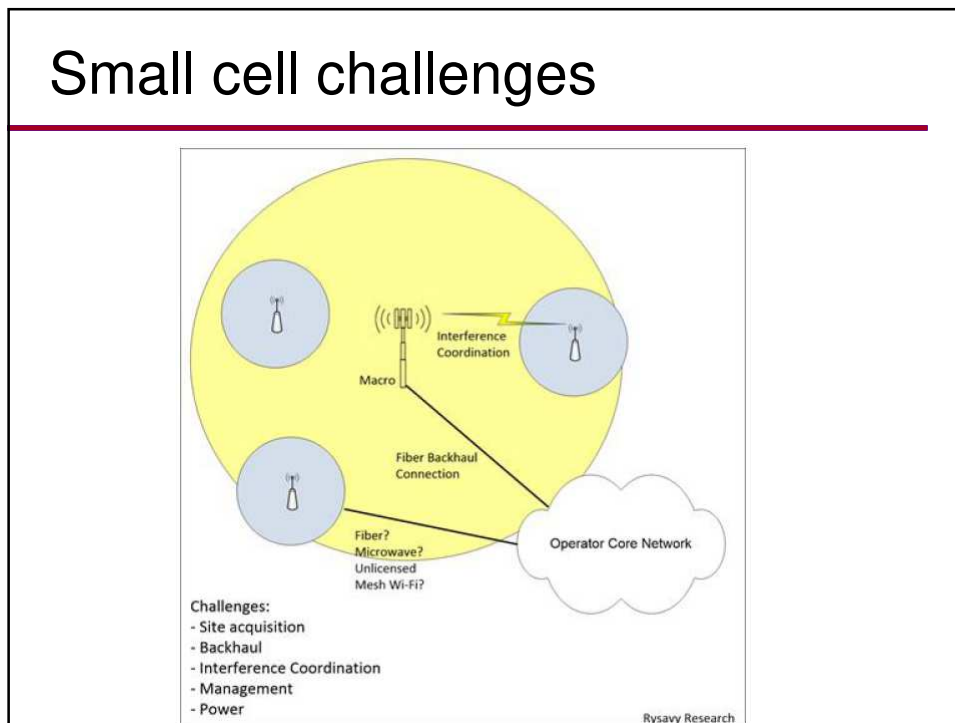 Small cell challenges
Interference
Coordination
Macro
Fiber Backhaul
Connection
Operator Core Network
Fiber?
Microwave?
Unlicensed
Mesh Wi-Fi?
Challenges:
- Site acquisition
- Backhaul
- Interference Coordination
- Management
- Power
Rysavy Research